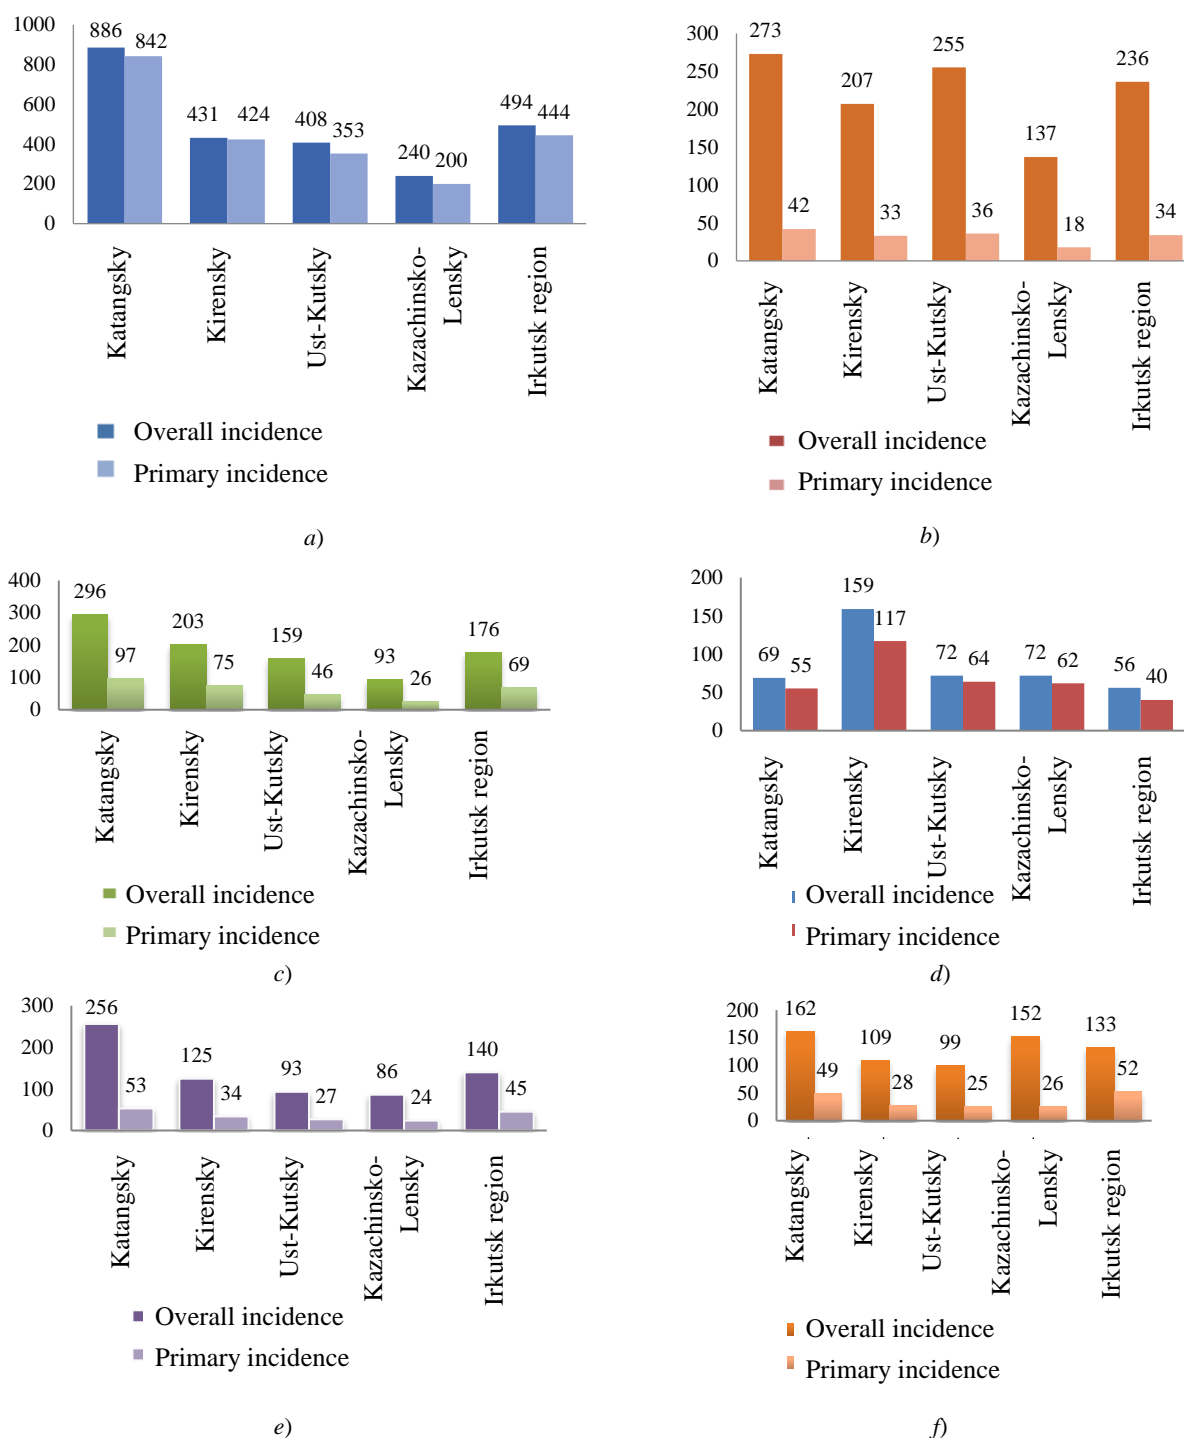 1000
800
600
400
200
0
886
842
431
424
408
353
240
200
494
444
Katangsky
Kirensky
Ust-Kutsky
Kazachinsko-
Lensky
Irkutsk region
Overall incidence
Primary incidence
a)
300
250
200
150
100
50
0
273
42
207
33
255
36
137
18
236
34
Katangsky
Kirensky
Ust-Kutsky
Kazachinsko-
Lensky
Irkutsk region
Overall incidence
Primary incidence
b)
400
300
200
100
0
296
97
203
75
159
46
93
26
176
69
Katangsky
Kirensky
Ust-Kutsky
Kazachinsko-
Lensky
Irkutsk region
Overall incidence
Primary incidence
c)
200
150
100
50
0
69
55
159
117
72
64
72
62
56
40
Katangsky
Kirensky
Ust-Kutsky
Kazachinsko-
Lensky
Irkutsk region
Overall incidence
Primary incidence
d)
300
200
100
0
256
53
125
34
93
27
86
24
140
45
Katangsky
Kirensky
Ust-Kutsky
Kazachinsko-
Lensky
Irkutsk region
Overall incidence
Primary incidence
e)
200
150
100
50
0
162
49
109
28
99
25
152
26
133
52
Katangsky
Kirensky
Ust-Kutsky
Kazachinsko-
Lensky
Irkutsk region
Overall incidence
Primary incidence
f)